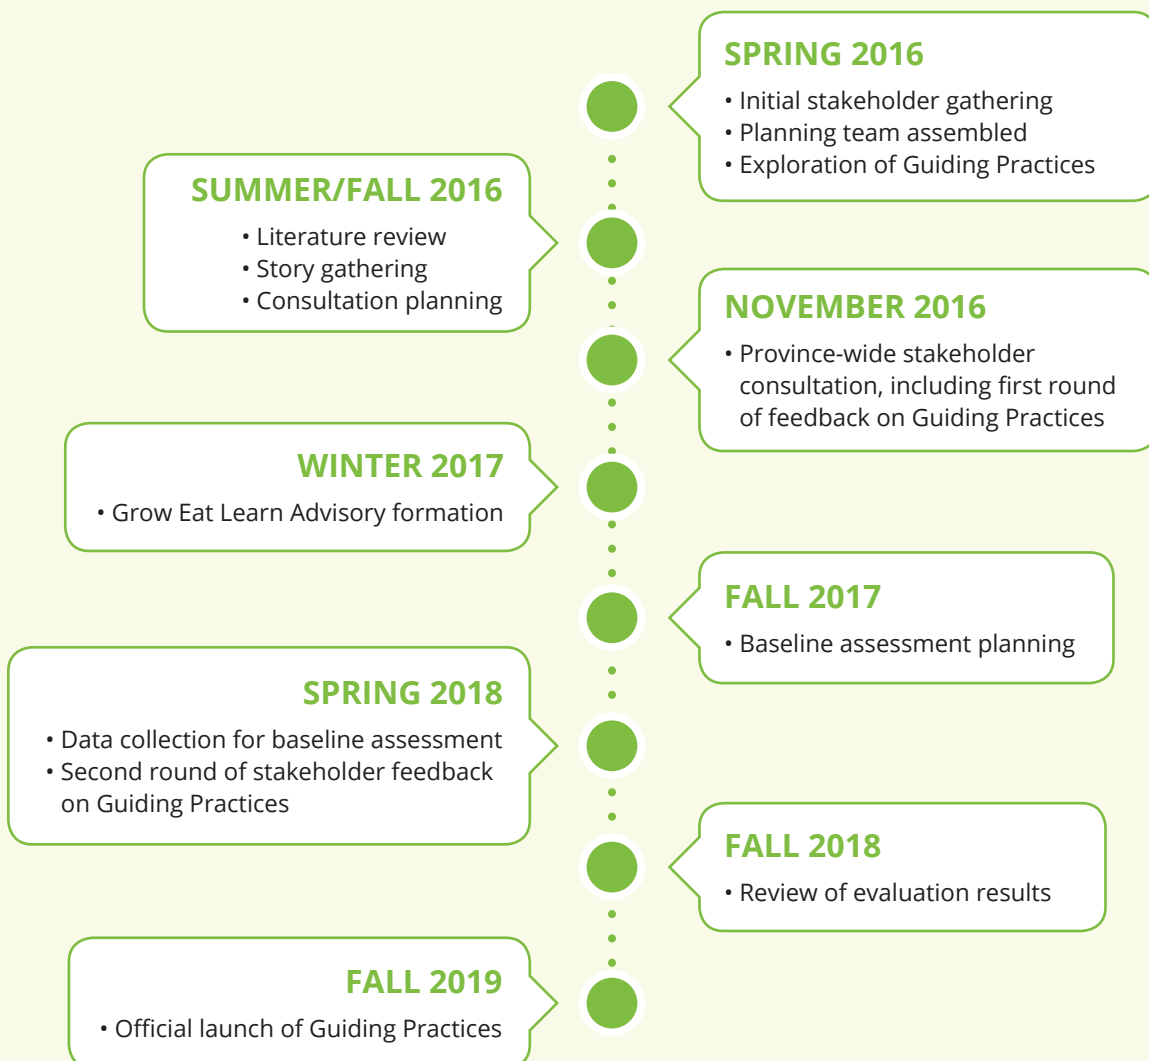 SPRING 2016
• Initial stakeholder gathering
• Planning team assembled
• Exploration of Guiding Practices
SUMMER/FALL 2016
• Literature review
• Story gathering
• Consultation planning
NOVEMBER 2016
• Province-wide stakeholder
consultation, including first round
of feedback on Guiding Practices
WINTER 2017
• Grow Eat Learn Advisory formation
FALL 2017
• Baseline assessment planning
SPRING 2018
• Data collection for baseline assessment
• Second round of stakeholder feedback
on Guiding Practices
FALL 2018
• Review of evaluation results
FALL 2019
• Official launch of Guiding Practices